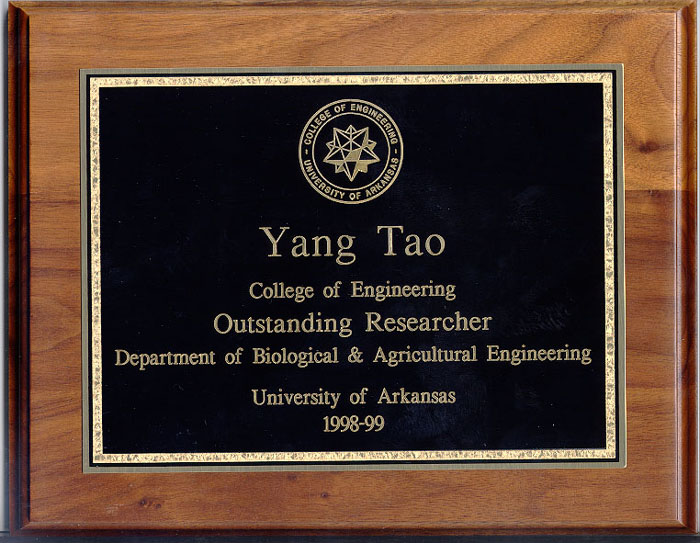 - COLLEGE OF ENGINEERING -
UNIVERSITY OF ARKANSAS
Yang Tao
College of Engineering
Outstanding Researcher
Department of Biological & Agricultural Engineering
University of Arkansas
1998-99